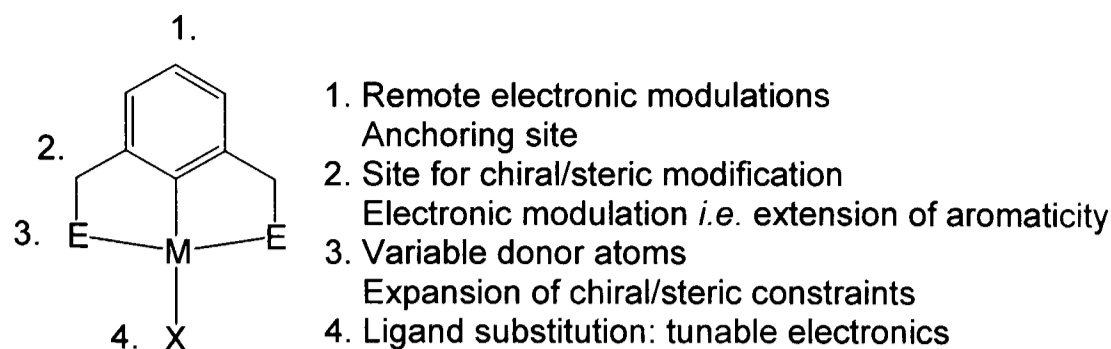 1.
1. Remote electronic modulations
Anchoring site
2.
2. Site for chiral/steric modification
Electronic modulation i.e. extension of aromaticity
3. E M E
3. Variable donor atoms
Expansion of chiral/steric constraints
4. X
4. Ligand substitution: tunable electronics